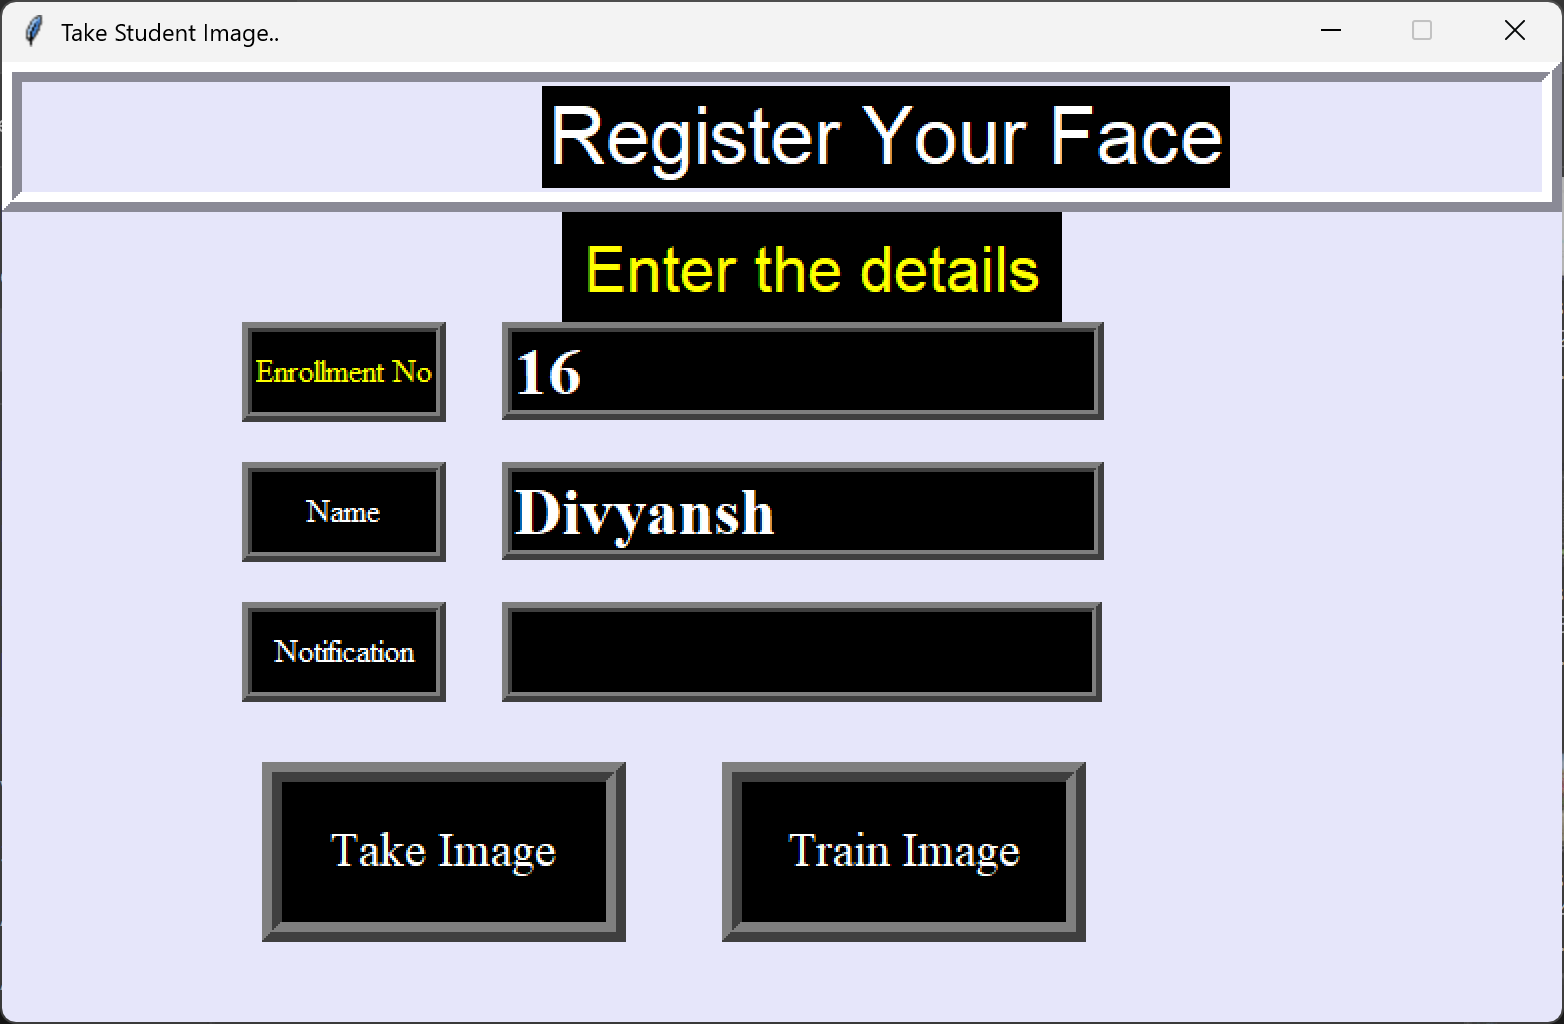 Take Student Image..
Register Your Face
Enter the details
Enrollment No
16
Name
Divyansh
Notification
Take Image
Train Image